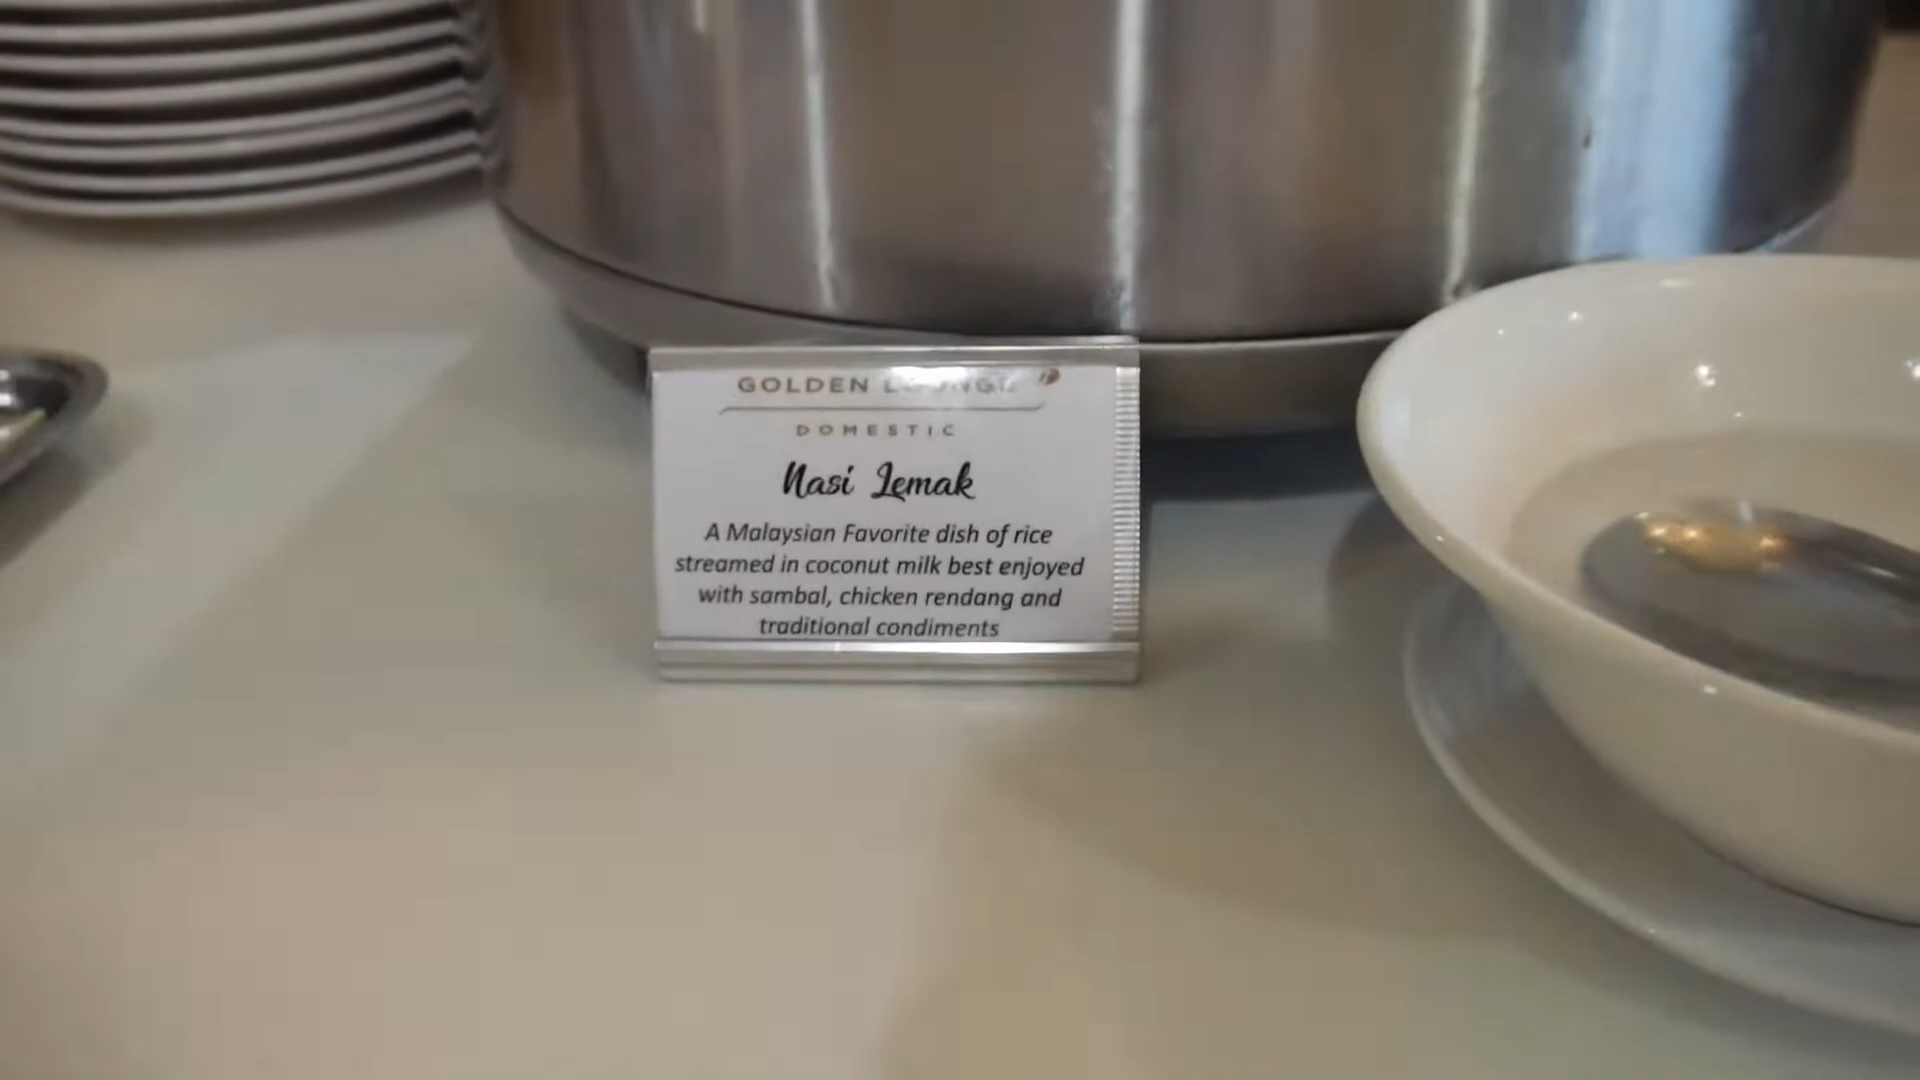 GOLDEN LOUNGE
DOMESTIC
Nasi Lemak
A Malaysian Favorite dish of rice
streamed in coconut milk best enjoyed
with sambal, chicken rendang and
traditional condiments